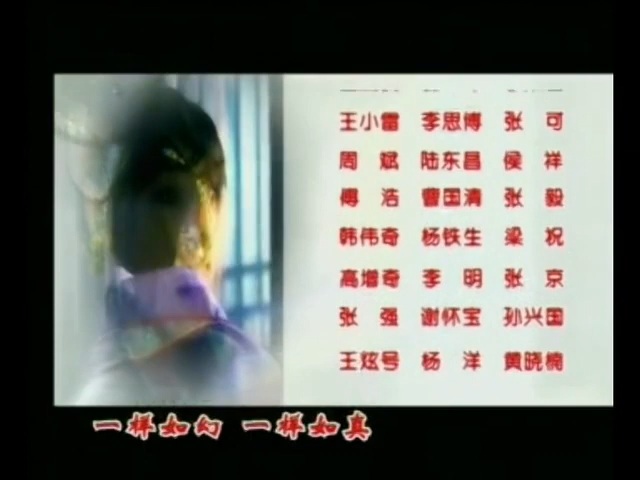 王小雷 李思博 张 可
周 斌 陆东昌 侯 祥
傅 浩 曹国清 张 毅
韩伟奇 杨铁生 梁 祝
高增奇 李 明 张 京
张 强 谢怀宝 孙兴国
王炫号 杨 洋 黄晓楠
一样如幻 一样如真